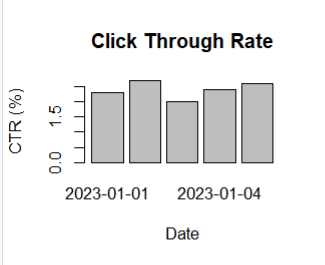 Click Through Rate
CTR (%)
1.5
0.0
2023-01-01 2023-01-04
Date